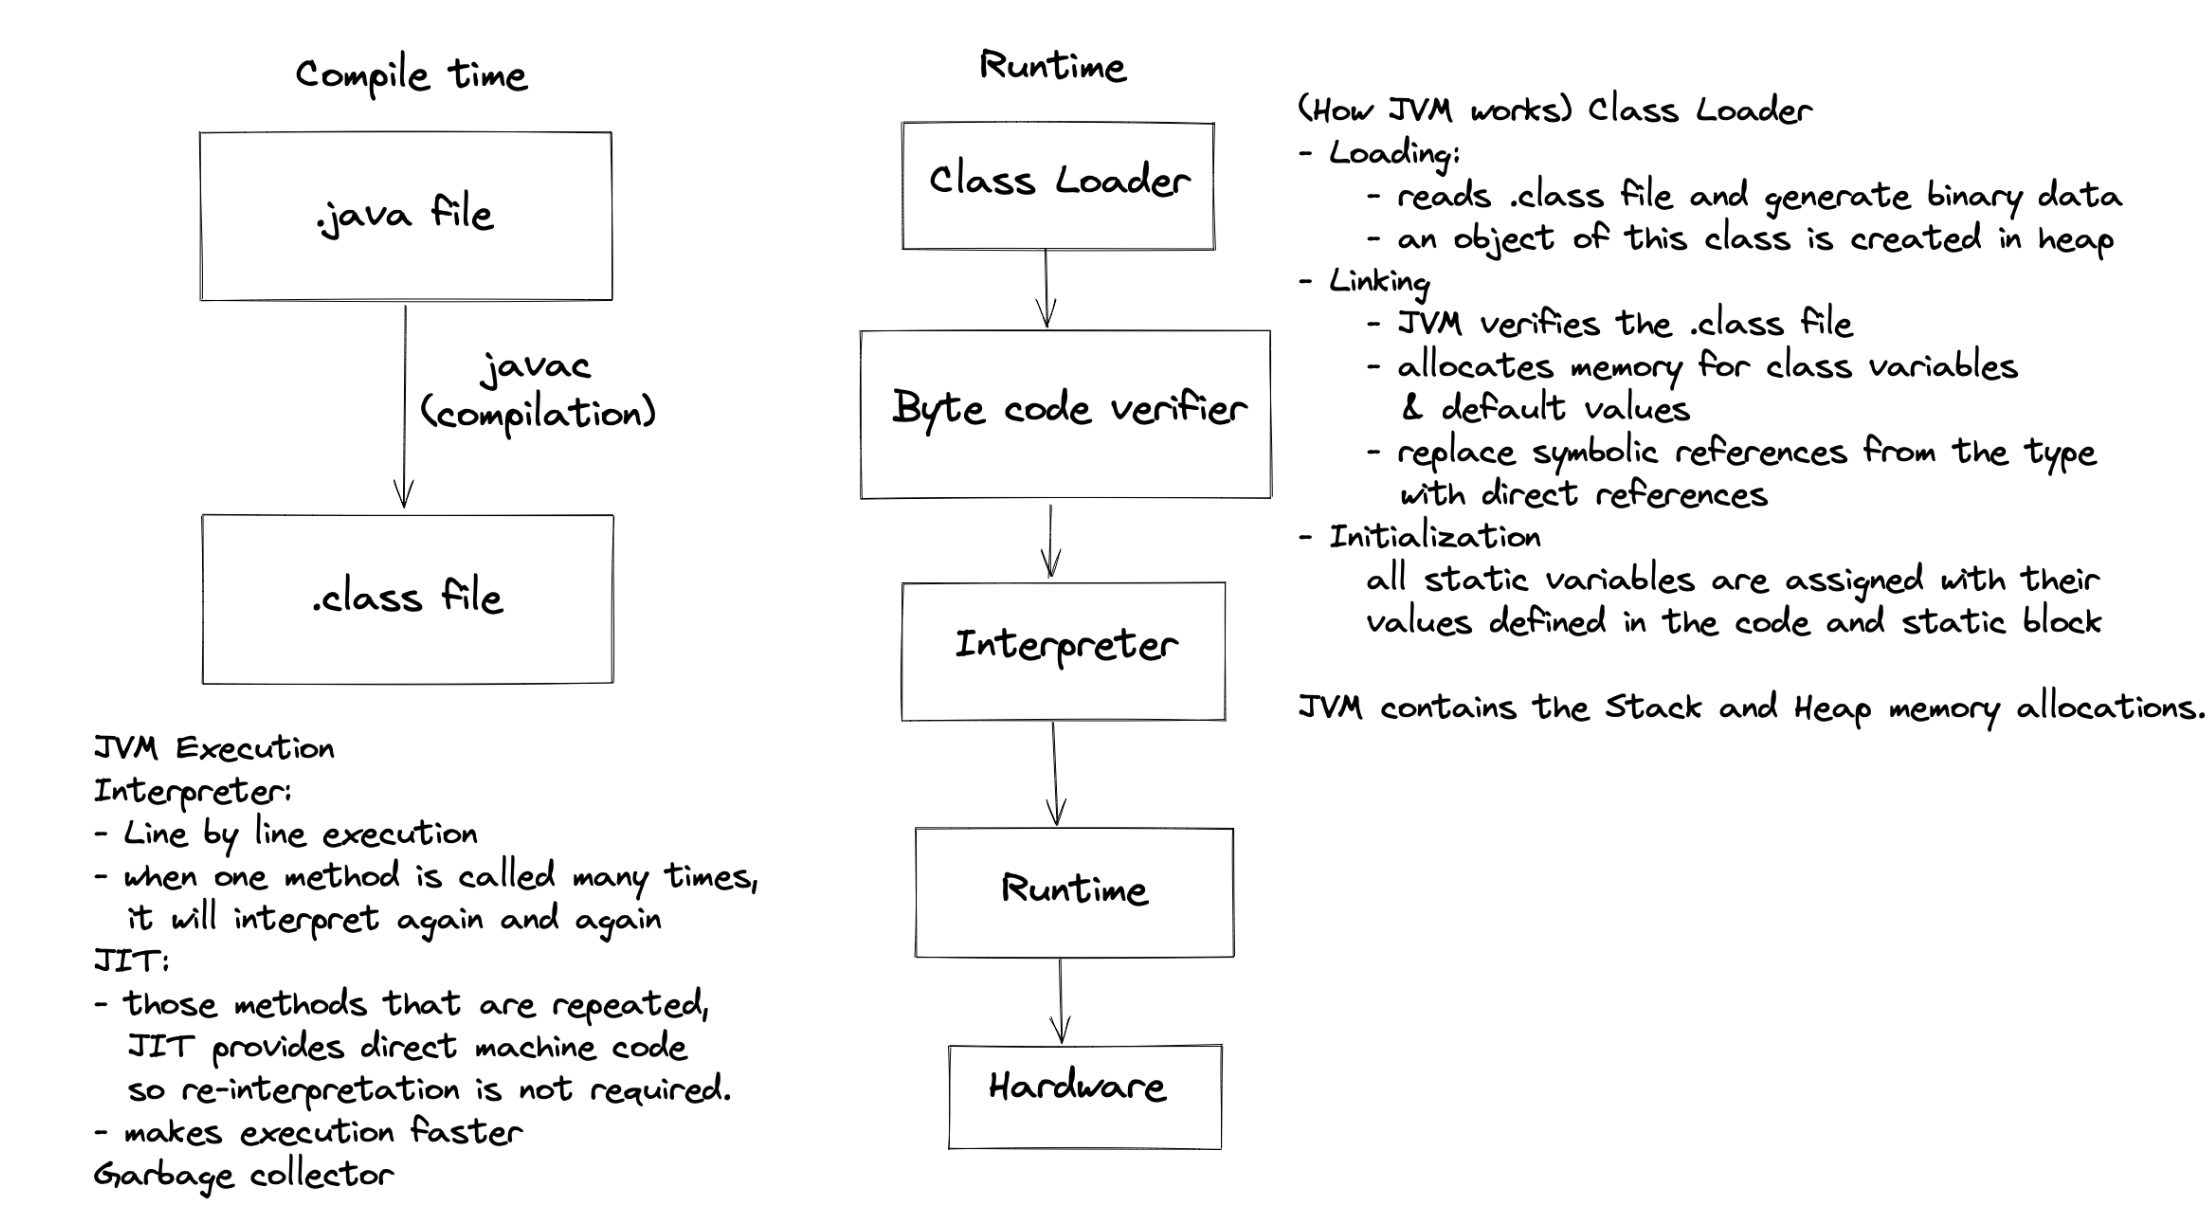 Compile time
.java file
javac
(compilation)
.class file
JVM Execution
Interpreter:
- Line by line execution
- when one method is called many times,
it will interpret again and again
JIT:
- those methods that are repeated,
JIT provides direct machine code
so re-interpretation is not required.
- makes execution faster
Garbage collector
Runtime
Class Loader
Byte code verifier
Interpreter
Runtime
Hardware
(How JVM works) Class Loader
- Loading:
- reads .class file and generate binary data
- an object of this class is created in heap
- Linking
- JVM verifies the .class file
- allocates memory for class variables
& default values
- replace symbolic references from the type
with direct references
- Initialization
all static variables are assigned with their
values defined in the code and static block
JVM contains the Stack and Heap memory allocations.